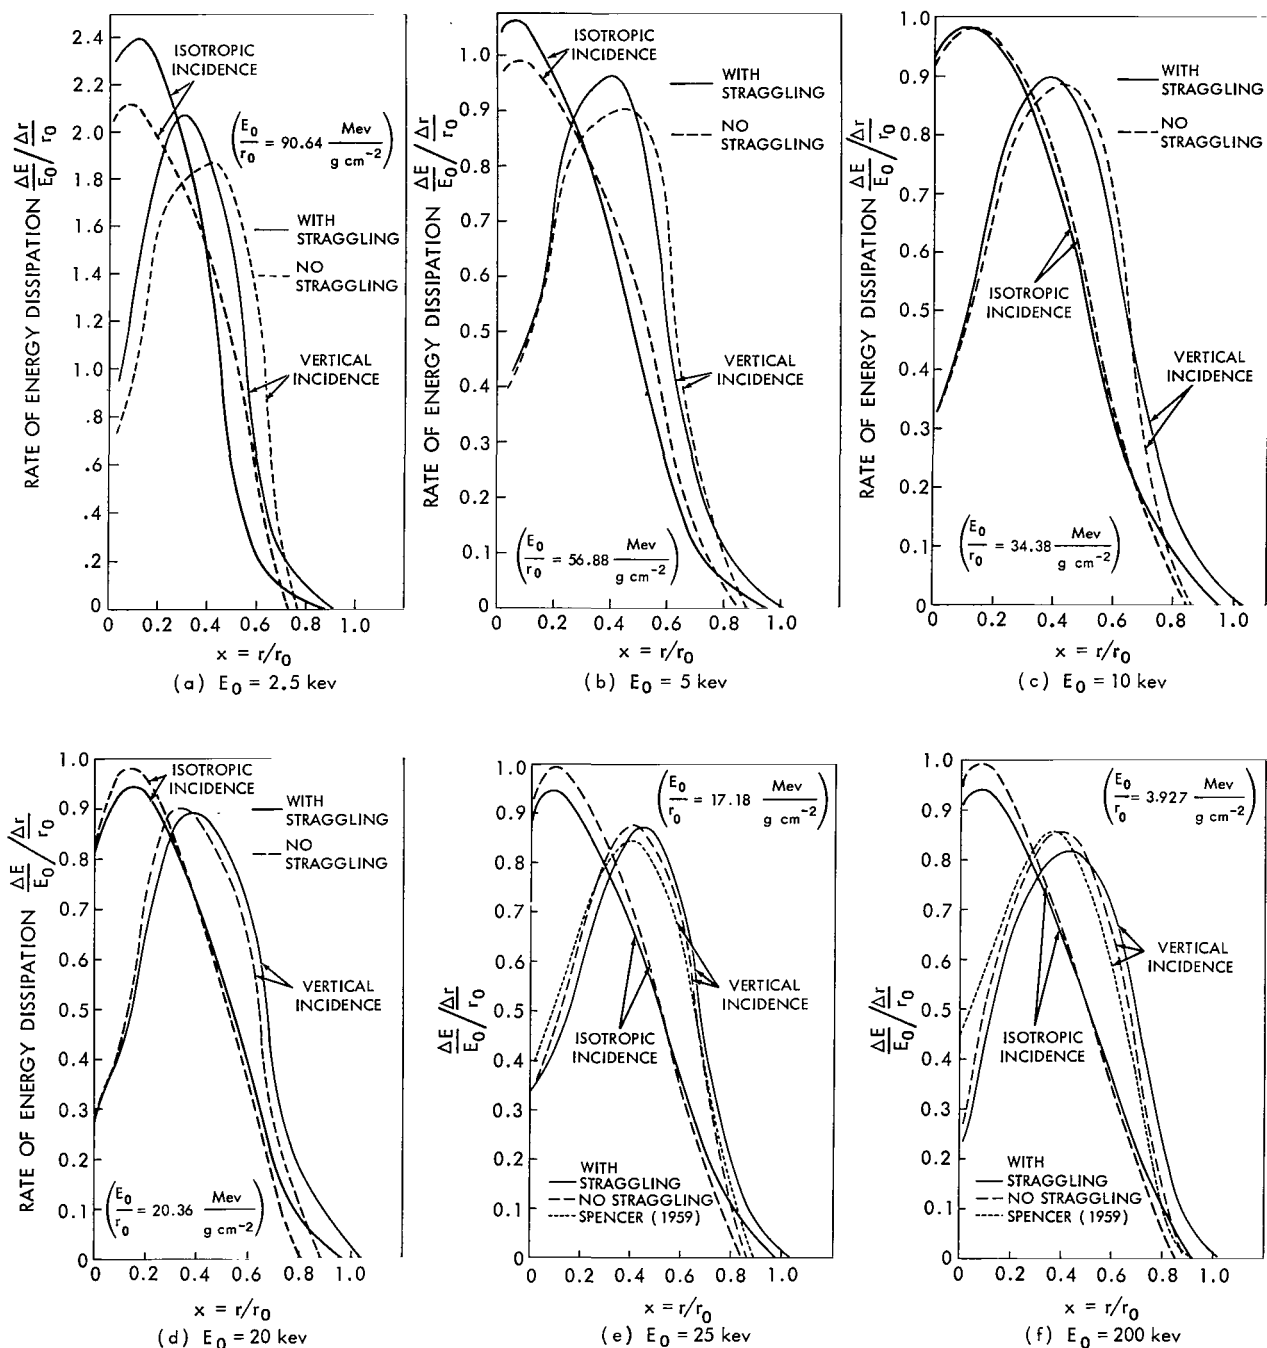 RATE OF ENERGY DISSIPATION ΔE/E0 / Δr/r0
2.4
2.2
2.0
1.8
1.6
1.4
1.2
1.0
.8
.6
.4
.2
0
ISOTROPIC
INCIDENCE
(E0/r0 = 90.64 Mev/g cm-2)
WITH
STRAGGLING
NO
STRAGGLING
VERTICAL
INCIDENCE
0.2 0.4 0.6 0.8 1.0
x = r/r0
(a) E0 = 2.5 kev
RATE OF ENERGY DISSIPATION ΔE/E0 / Δr/r0
1.0
0.9
0.8
0.7
0.6
0.5
0.4
0.3
0.2
0.1
0
ISOTROPIC
INCIDENCE
WITH
STRAGGLING
NO
STRAGGLING
VERTICAL
INCIDENCE
(E0/r0 = 56.88 Mev/g cm-2)
0.2 0.4 0.6 0.8 1.0
x = r/r0
(b) E0 = 5 kev
RATE OF ENERGY DISSIPATION ΔE/E0 / Δr/r0
1.0
0.9
0.8
0.7
0.6
0.5
0.4
0.3
0.2
0.1
0
WITH
STRAGGLING
NO
STRAGGLING
ISOTROPIC
INCIDENCE
VERTICAL
INCIDENCE
(E0/r0 = 34.38 Mev/g cm-2)
0 0.2 0.4 0.6 0.8 1.0
x = r/r0
(c) E0 = 10 kev
RATE OF ENERGY DISSIPATION ΔE/E0 / Δr/r0
1.0
0.9
0.8
0.7
0.6
0.5
0.4
0.3
0.2
0.1
0
ISOTROPIC
INCIDENCE
WITH
STRAGGLING
NO
STRAGGLING
VERTICAL
INCIDENCE
(E0/r0 = 20.36 Mev/g cm-2)
0 0.2 0.4 0.6 0.8 1.0
x = r/r0
(d) E0 = 20 kev
ΔE/E0 / Δr/r0
1.0
0.9
0.8
0.7
0.6
0.5
0.4
0.3
0.2
0.1
0
(E0/r0 = 17.18 Mev/g cm-2)
VERTICAL
INCIDENCE
ISOTROPIC
INCIDENCE
WITH
STRAGGLING
NO STRAGGLING
SPENCER (1959)
0 0.2 0.4 0.6 0.8 1.0
x = r/r0
(e) E0 = 25 kev
ΔE/E0 / Δr/r0
1.0
0.9
0.8
0.7
0.6
0.5
0.4
0.3
0.2
0.1
0
(E0/r0 = 3.927 Mev/g cm-2)
VERTICAL
INCIDENCE
ISOTROPIC
INCIDENCE
WITH
STRAGGLING
NO STRAGGLING
SPENCER (1959)
0 0.2 0.4 0.6 0.8 1.0
x = r/r0
(f) E0 = 200 kev